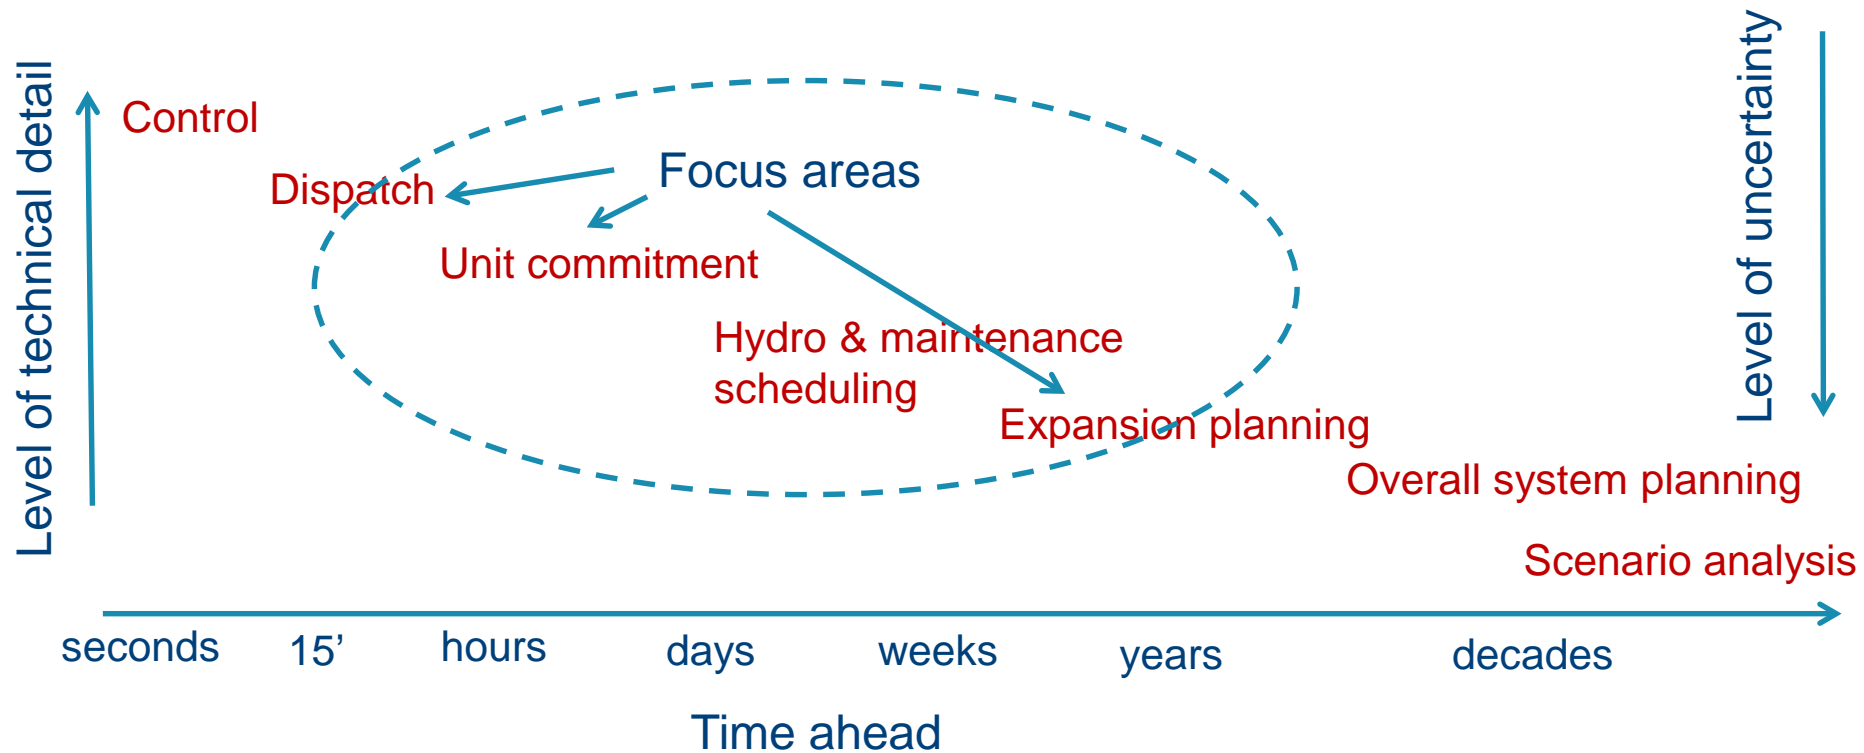 Level of technical detail
Level of uncertainty
Control
Focus areas
Dispatch
Unit commitment
Hydro & maintenance
scheduling
Expansion planning
Overall system planning
Scenario analysis
seconds 15’ hours days weeks years decades
Time ahead